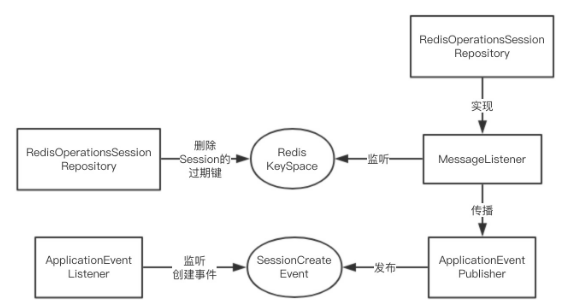 RedisOperationsSession
Repository
实现
RedisOperationsSession
Repository
删除
Session的
过期键
Redis
KeySpace
监听
MessageListener
传播
ApplicationEvent
Listener
监听
创建事件
SessionCreate
Event
发布
ApplicationEvent
Publisher